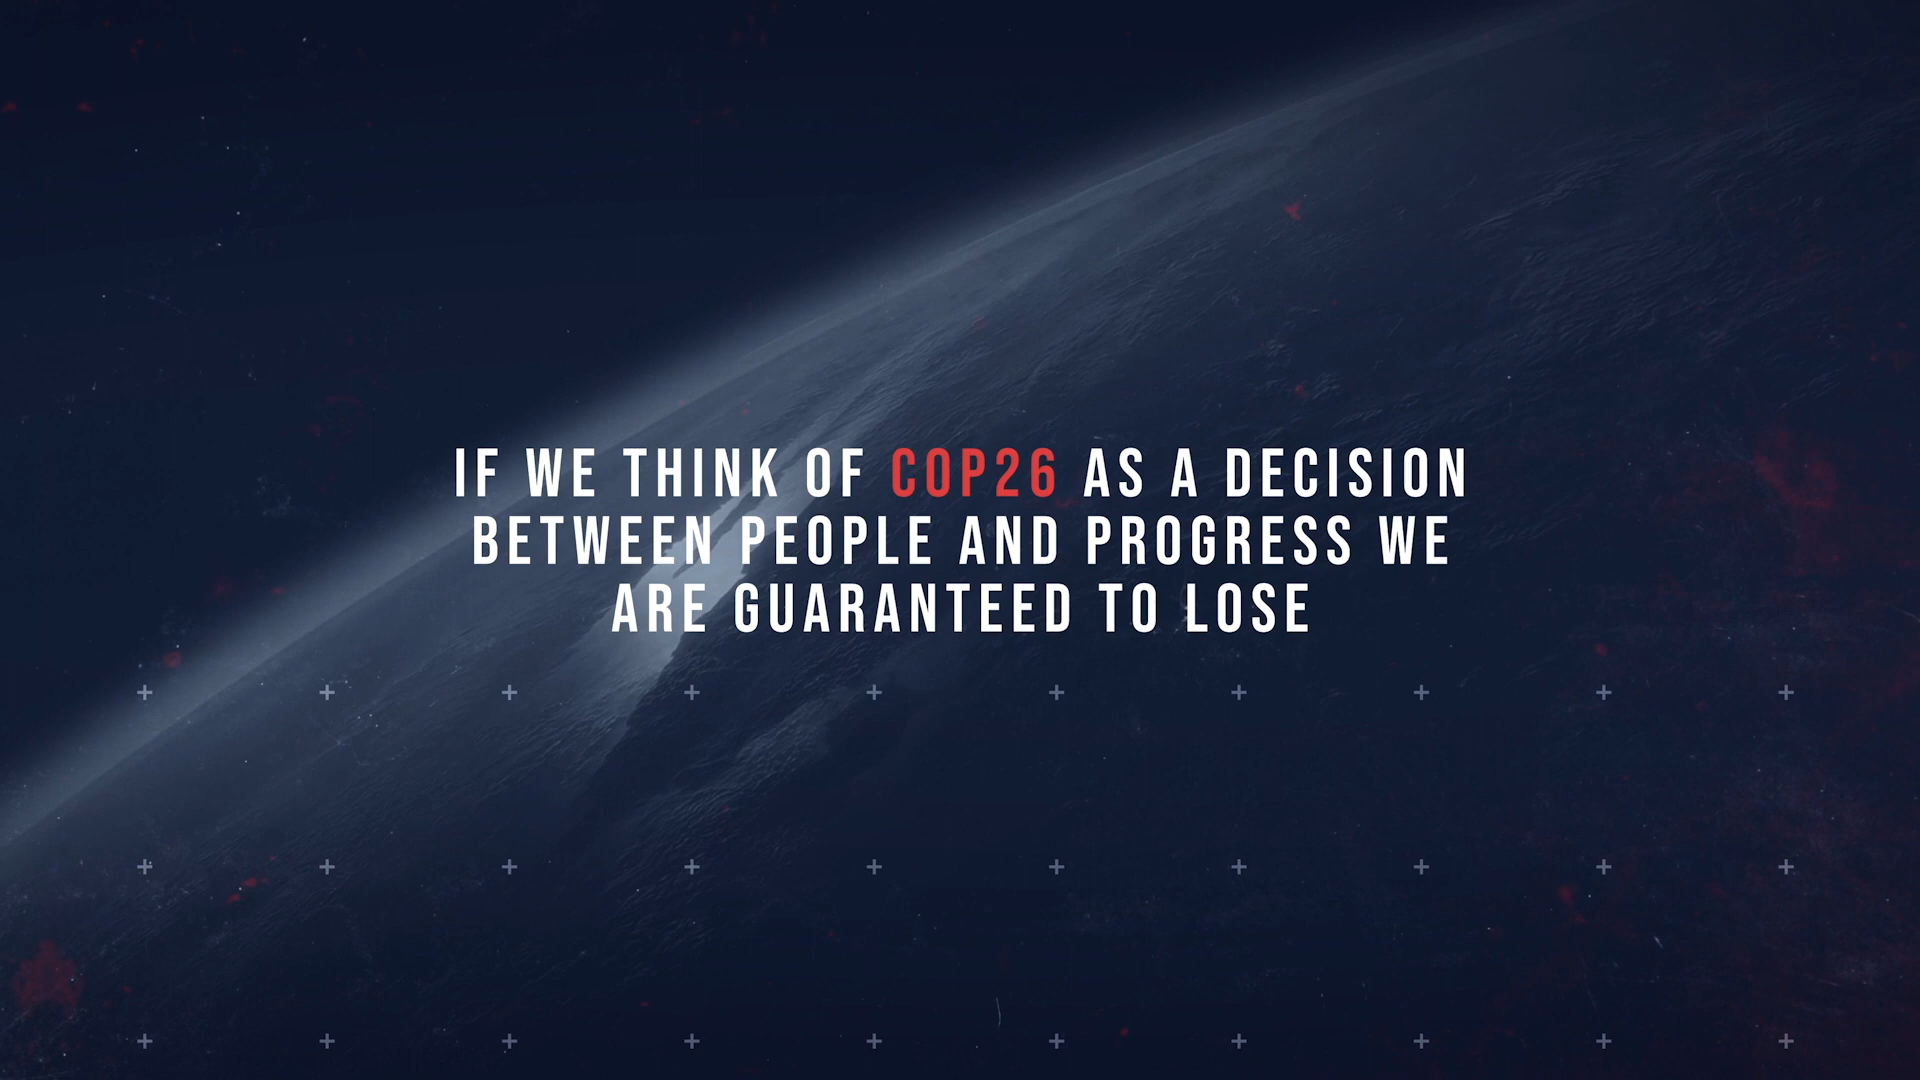 IF WE THINK OF COP26 AS A DECISION
BETWEEN PEOPLE AND PROGRESS WE
ARE GUARANTEED TO LOSE